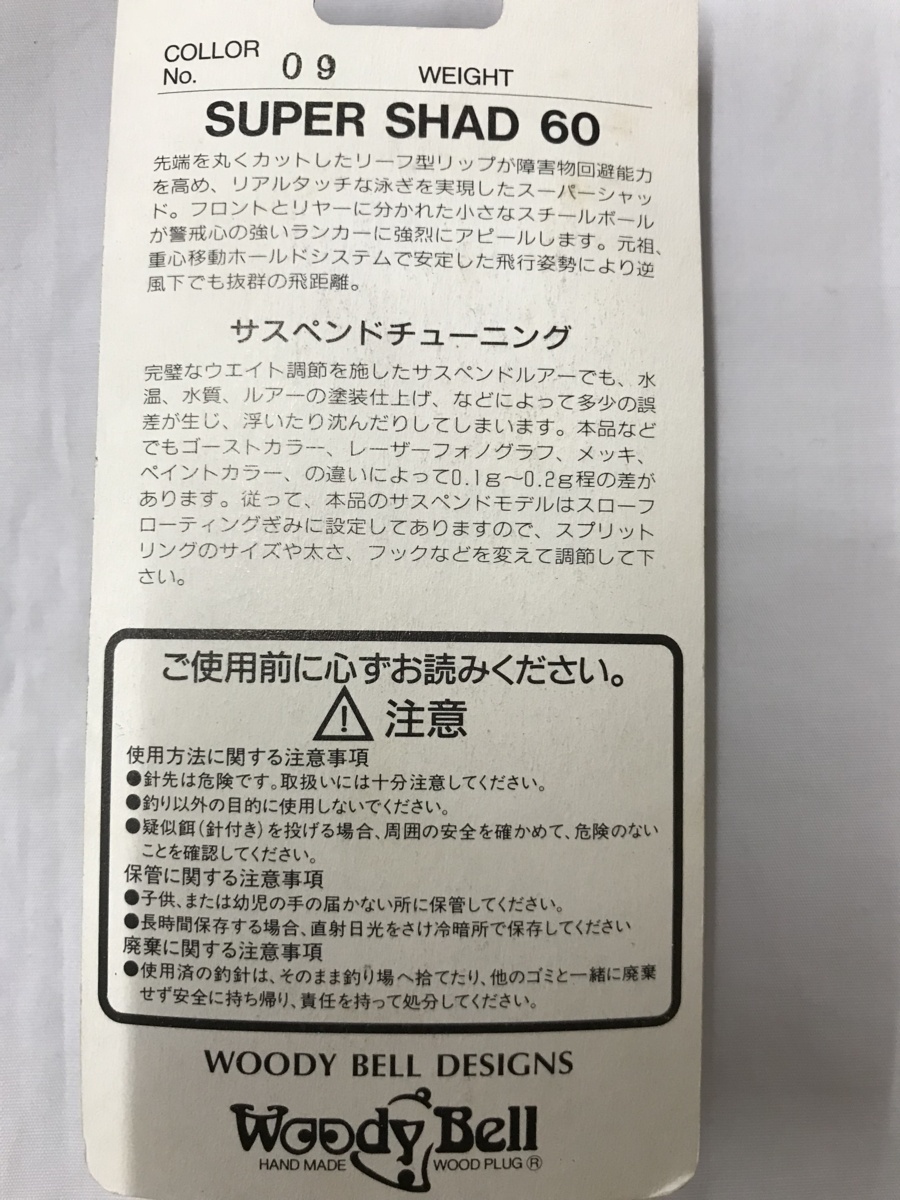 COLLOR
No. 09 WEIGHT
SUPER SHAD 60
先端を丸くカットしたリーフ型リップが障害物回避能力
を高め、リアルタッチな泳ぎを実現したスーパーシャッ
ド。フロントとリヤーに分かれた小さなスチールボール
が警戒心の強いランカーに強烈にアピールします。元祖、
重心移動ホールドシステムで安定した飛行姿勢により逆
風下でも抜群の飛距離。
サスペンドチューニング
完璧なウエイト調節を施したサスペンドルアーでも、水
温、水質、ルアーの塗装仕上げ、などによって多少の誤
差が生じ、浮いたり沈んだりしてしまいます。本品など
でもゴーストカラー、レーザーフォノグラフ、メッキ、
ペイントカラー、の違いによって0.1g〜0.2g程の差が
あります。従って、本品のサスペンドモデルはスローフ
ローティングぎみに設定してありますので、スプリット
リングのサイズや太さ、フックなどを変えて調節して下
さい。
ご使用前に心ずお読みください。
注意
使用方法に関する注意事項
●針先は危険です。取扱いには十分注意してください。
●釣り以外の目的に使用しないでください。
●疑似餌(針付き)を投げる場合、周囲の安全を確かめて、危険のない
ことを確認してください。
保管に関する注意事項
●子供、または幼児の手の届かない所に保管してください。
●長時間保存する場合、直射日光をさけ冷暗所で保存してください
廃棄に関する注意事項
●使用済の釣針は、そのまま釣り場へ捨てたり、他のゴミと一緒に廃棄
せず安全に持ち帰り、責任を持って処分してください。
WOODY BELL DESIGNS
Woody Bell
HAND MADE WOOD PLUG ®